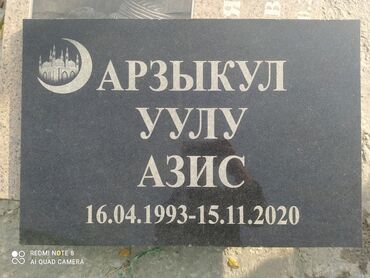 АРЗЫКУЛ
УУЛУ
АЗИС
16.04.1993-15.11.2020
REDMI NOTE 8
AI QUAD CAMERA